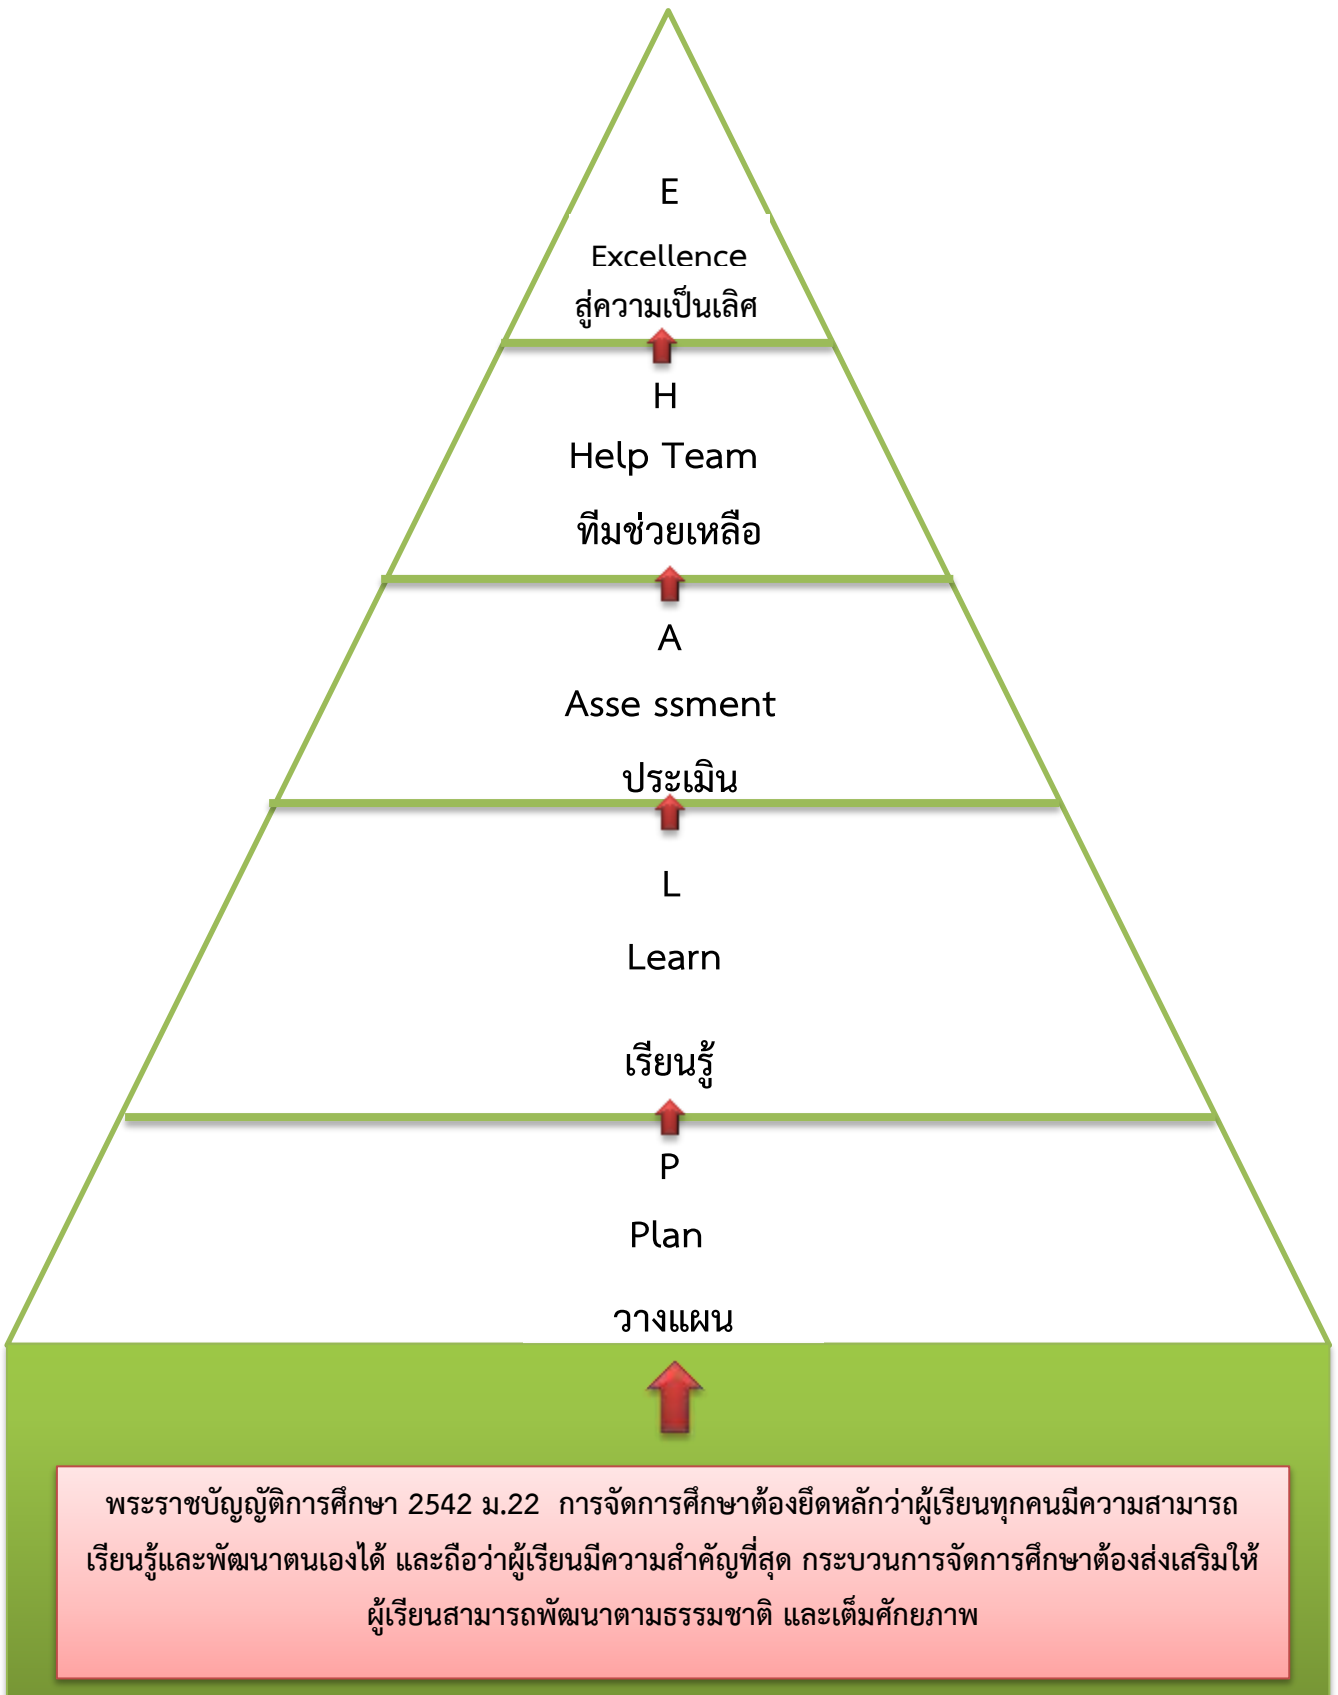 E
Excellence
สู่ความเป็นเลิศ
H
Help Team
ทีมช่วยเหลือ
A
Asse ssment
ประเมิน
L
Learn
เรียนรู้
P
Plan
วางแผน
พระราชบัญญัติการศึกษา 2542 ม.22 การจัดการศึกษาต้องยึดหลักว่าผู้เรียนทุกคนมีความสามารถ
เรียนรู้และพัฒนาตนเองได้ และถือว่าผู้เรียนมีความสำคัญที่สุด กระบวนการจัดการศึกษาต้องส่งเสริมให้
ผู้เรียนสามารถพัฒนาตามธรรมชาติ และเต็มศักยภาพ